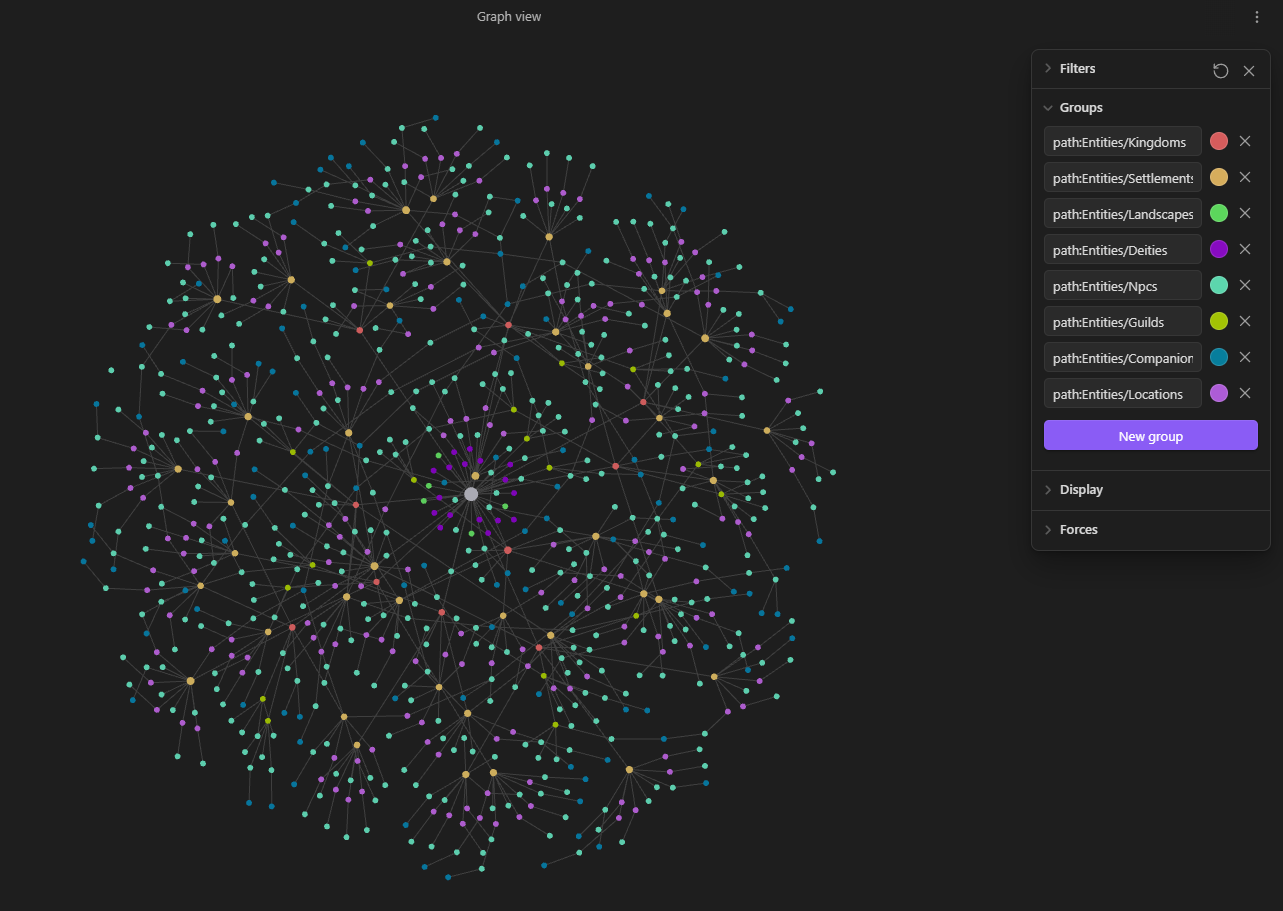 Graph view
Filters
Groups
path:Entities/Kingdoms
path:Entities/Settlements
path:Entities/Landscapes
path:Entities/Deities
path:Entities/Npcs
path:Entities/Guilds
path:Entities/Companion
path:Entities/Locations
New group
Display
Forces